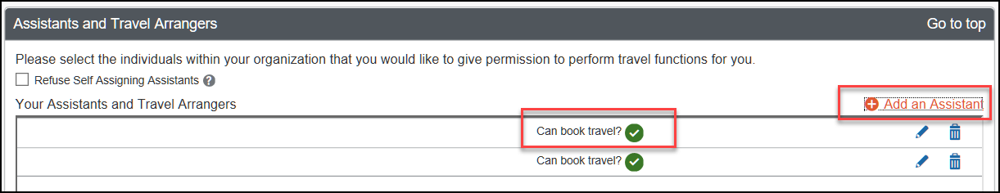 Assistants and Travel Arrangers Go to top
Please select the individuals within your organization that you would like to give permission to perform travel functions for you.
Refuse Self Assigning Assistants ?
Your Assistants and Travel Arrangers Add an Assistant
Can book travel?
Can book travel?